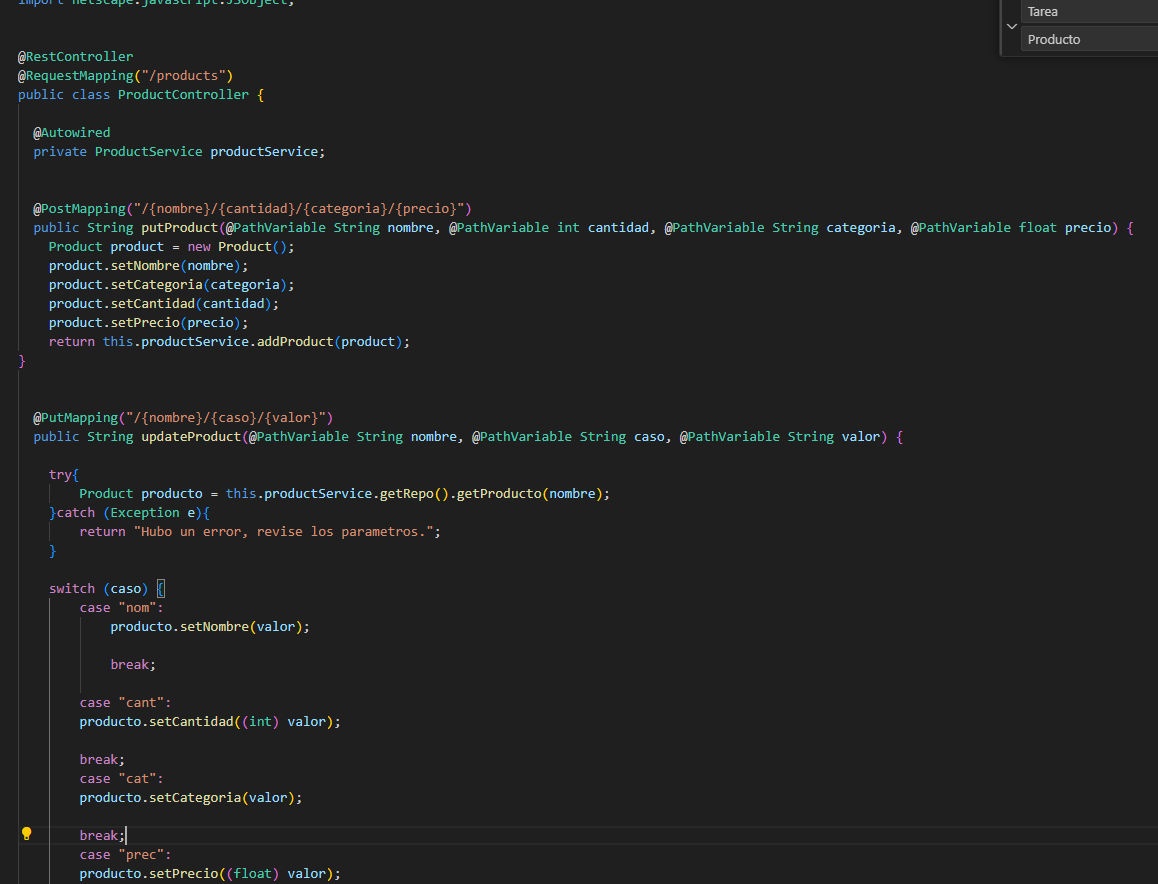 import netscape.javascript.JSObject;
Tarea
Producto
@RestController
@RequestMapping("/products")
public class ProductController {
@Autowired
private ProductService productService;
@PostMapping("/{nombre}/{cantidad}/{categoria}/{precio}")
public String putProduct(@PathVariable String nombre, @PathVariable int cantidad, @PathVariable String categoria, @PathVariable float precio) {
Product product = new Product();
product.setNombre(nombre);
product.setCategoria(categoria);
product.setCantidad(cantidad);
product.setPrecio(precio);
return this.productService.addProduct(product);
}
@PutMapping("/{nombre}/{caso}/{valor}")
public String updateProduct(@PathVariable String nombre, @PathVariable String caso, @PathVariable String valor) {
try{
Product producto = this.productService.getRepo().getProducto(nombre);
}catch (Exception e){
return "Hubo un error, revise los parametros.";
}
switch (caso) {
case "nom":
producto.setNombre(valor);
break;
case "cant":
producto.setCantidad((int) valor);
break;
case "cat":
producto.setCategoria(valor);
break;
case "prec":
producto.setPrecio((float) valor);